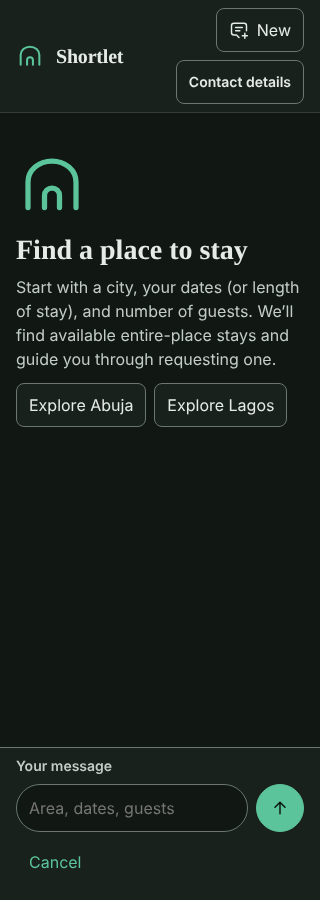 Shortlet
New
Contact details
Find a place to stay
Start with a city, your dates (or length
of stay), and number of guests. We’ll
find available entire-place stays and
guide you through requesting one.
Explore Abuja
Explore Lagos
Your message
Area, dates, guests
Cancel